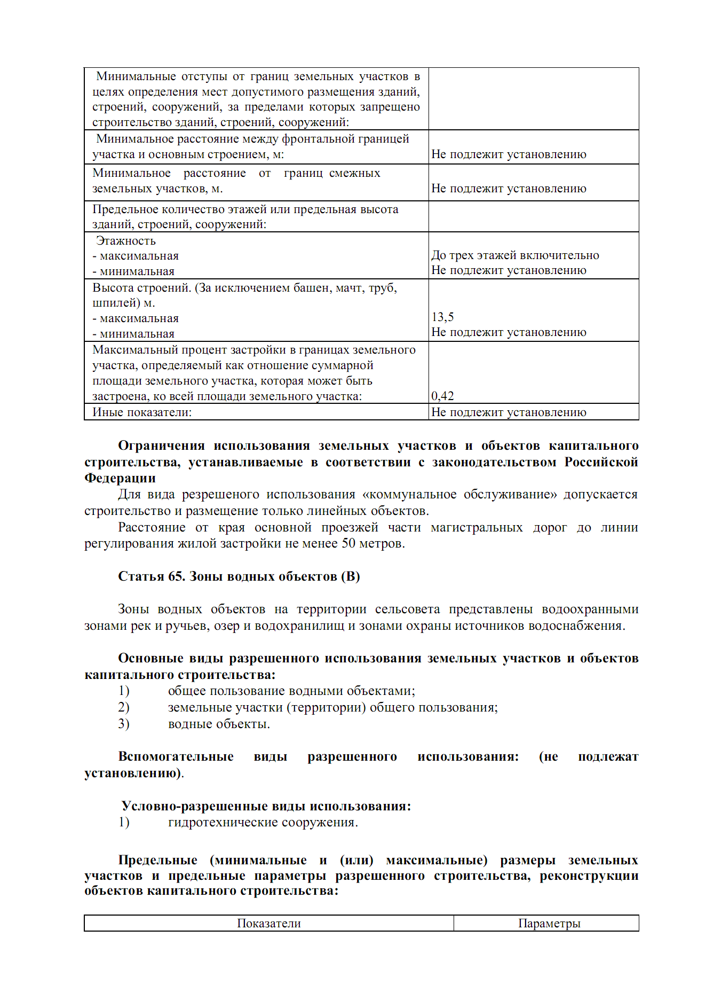 Минимальные отступы от границ земельных участков в
целях определения мест допустимого размещения зданий,
строений, сооружений, за пределами которых запрещено
строительство зданий, строений, сооружений:
Минимальное расстояние между фронтальной границей
участка и основным строением, м:
Не подлежит установлению
Минимальное расстояние от границ смежных
земельных участков, м.
Не подлежит установлению
Предельное количество этажей или предельная высота
зданий, строений, сооружений:
Этажность
- максимальная
- минимальная
До трех этажей включительно
Не подлежит установлению
Высота строений. (За исключением башен, мачт, труб,
шпилей) м.
- максимальная
- минимальная
13,5
Не подлежит установлению
Максимальный процент застройки в границах земельного
участка, определяемый как отношение суммарной
площади земельного участка, которая может быть
застроена, ко всей площади земельного участка:
0,42
Иные показатели:
Не подлежит установлению
Ограничения использования земельных участков и объектов капитального
строительства, устанавливаемые в соответствии с законодательством Российской
Федерации
Для вида резрешеного использования «коммунальное обслуживание» допускается
строительство и размещение только линейных объектов.
Расстояние от края основной проезжей части магистральных дорог до линии
регулирования жилой застройки не менее 50 метров.
Статья 65. Зоны водных объектов (В)
Зоны водных объектов на территории сельсовета представлены водоохранными
зонами рек и ручьев, озер и водохранилищ и зонами охраны источников водоснабжения.
Основные виды разрешенного использования земельных участков и объектов
капитального строительства:
1) общее пользование водными объектами;
2) земельные участки (территории) общего пользования;
3) водные объекты.
Вспомогательные виды разрешенного использования: (не подлежат
установлению).
Условно-разрешенные виды использования:
1) гидротехнические сооружения.
Предельные (минимальные и (или) максимальные) размеры земельных
участков и предельные параметры разрешенного строительства, реконструкции
объектов капитального строительства:
Показатели
Параметры